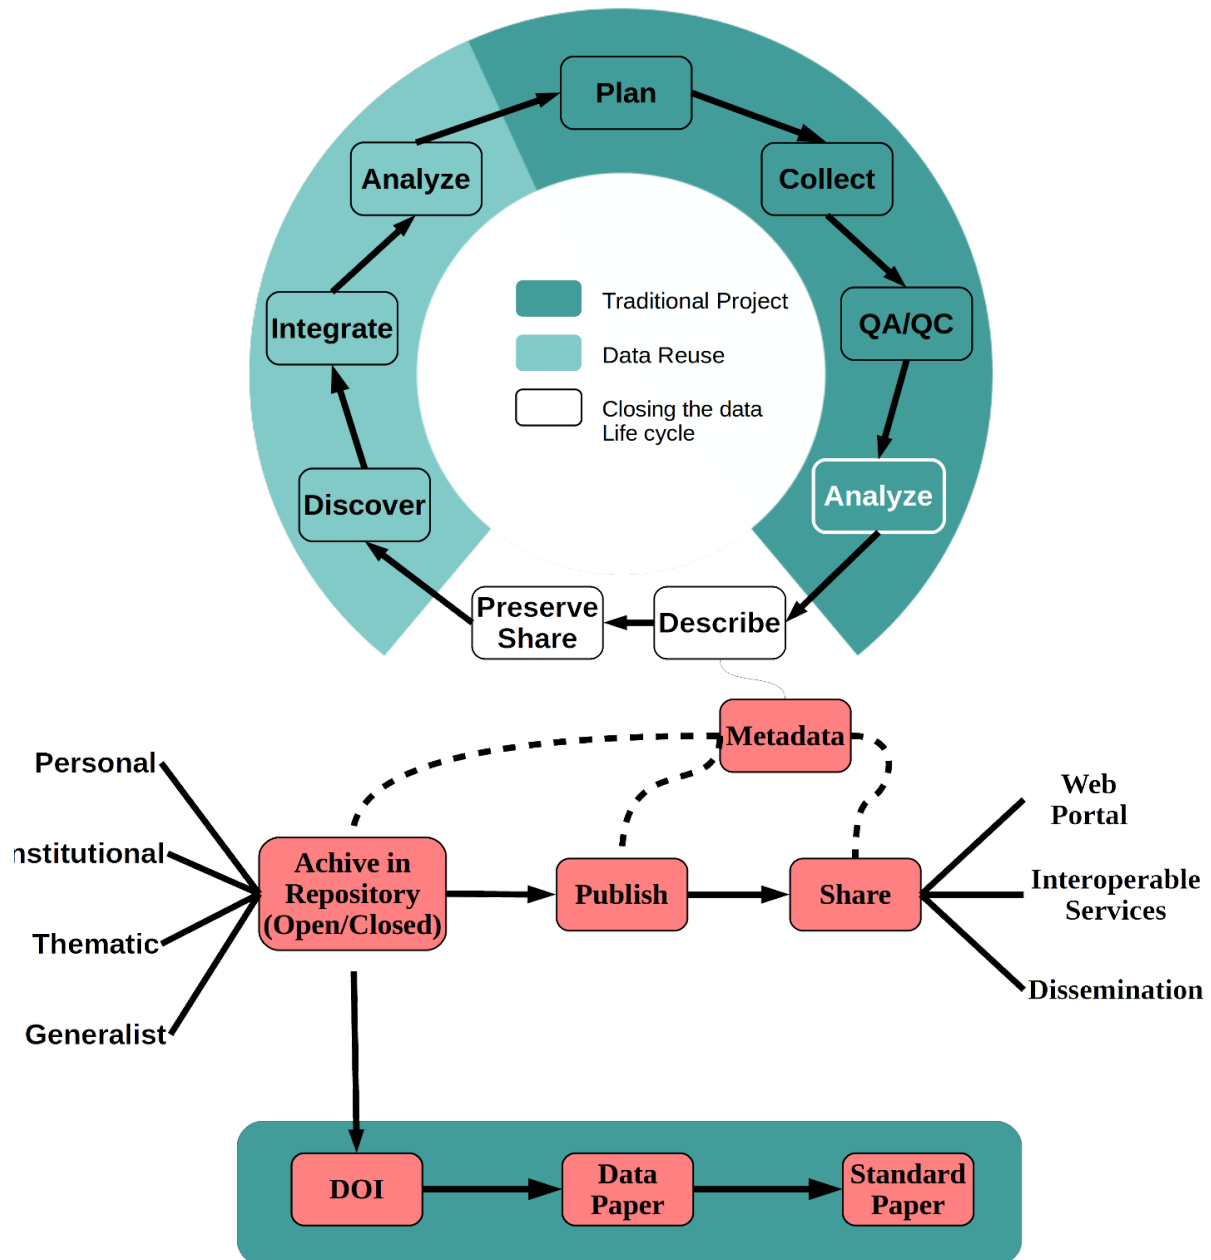 Plan
Analyze
Collect
Integrate
QA/QC
Traditional Project
Data Reuse
Closing the data
Life cycle
Discover
Analyze
Preserve
Share
Describe
Metadata
Personal
nstitutional
Thematic
Generalist
Achive in
Repository
(Open/Closed)
Publish
Share
Web
Portal
Interoperable
Services
Dissemination
DOI
Data
Paper
Standard
Paper